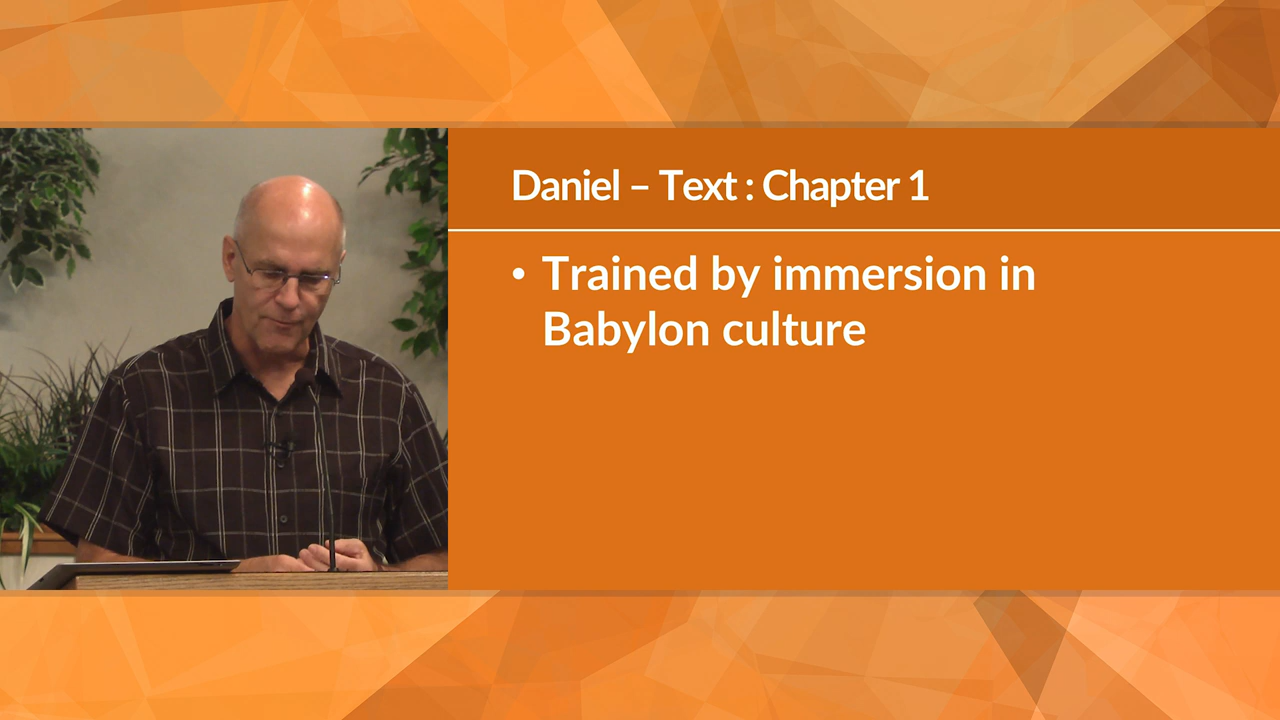 Daniel – Text : Chapter 1
• Trained by immersion in
Babylon culture